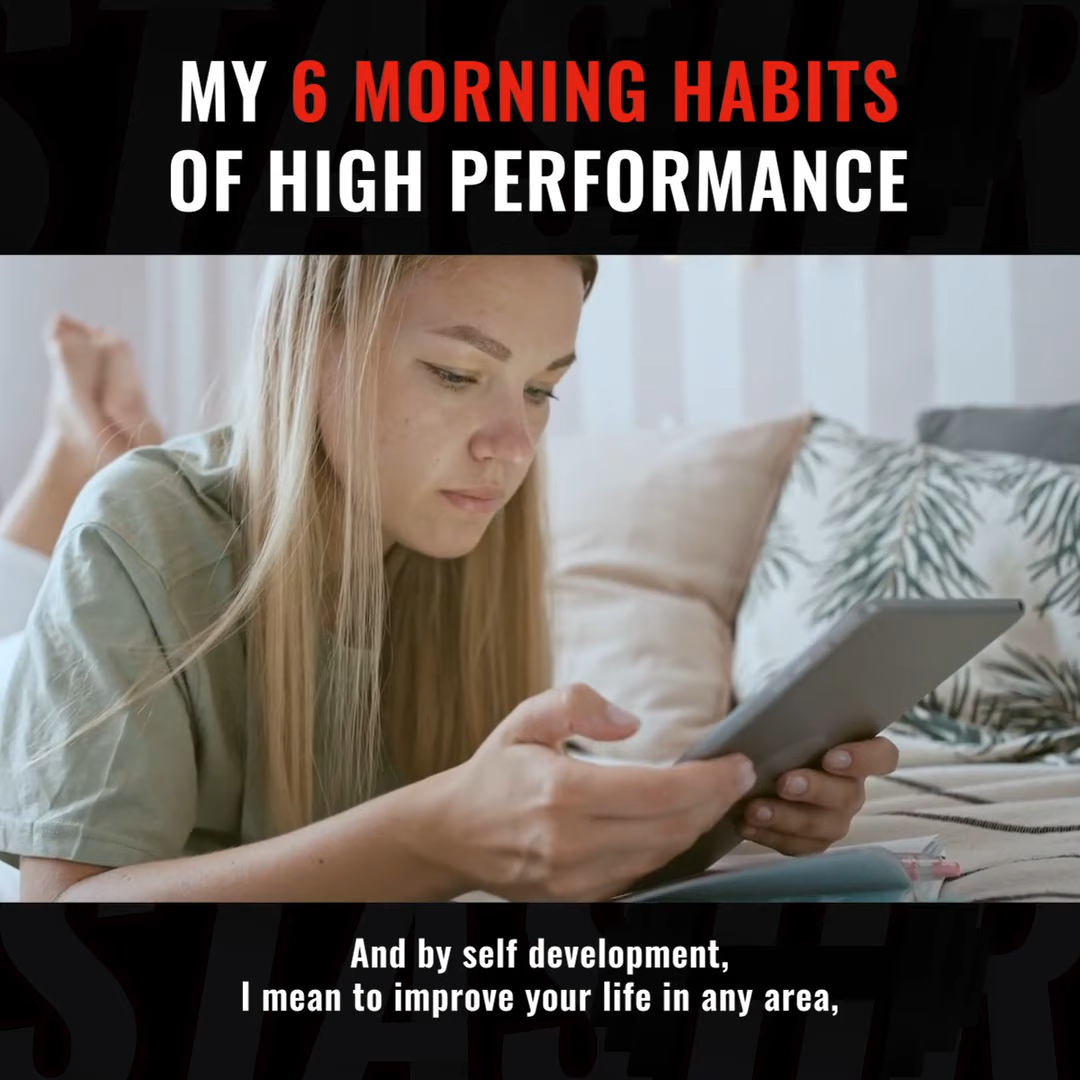 MY 6 MORNING HABITS
OF HIGH PERFORMANCE
And by self development,
I mean to improve your life in any area,